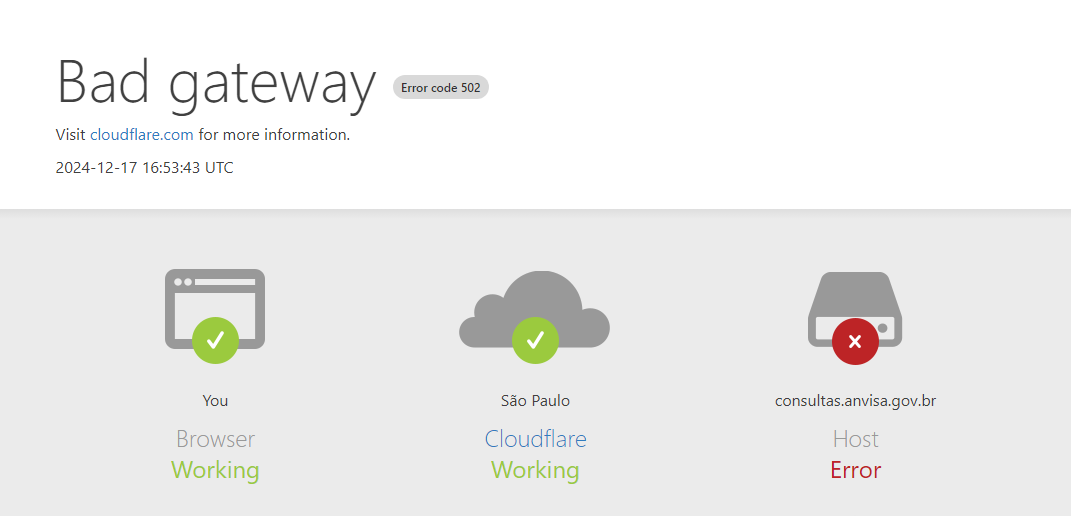 Bad gateway Error code 502
Visit cloudflare.com for more information.
2024-12-17 16:53:43 UTC
You
Browser
Working
São Paulo
Cloudflare
Working
consultas.anvisa.gov.br
Host
Error